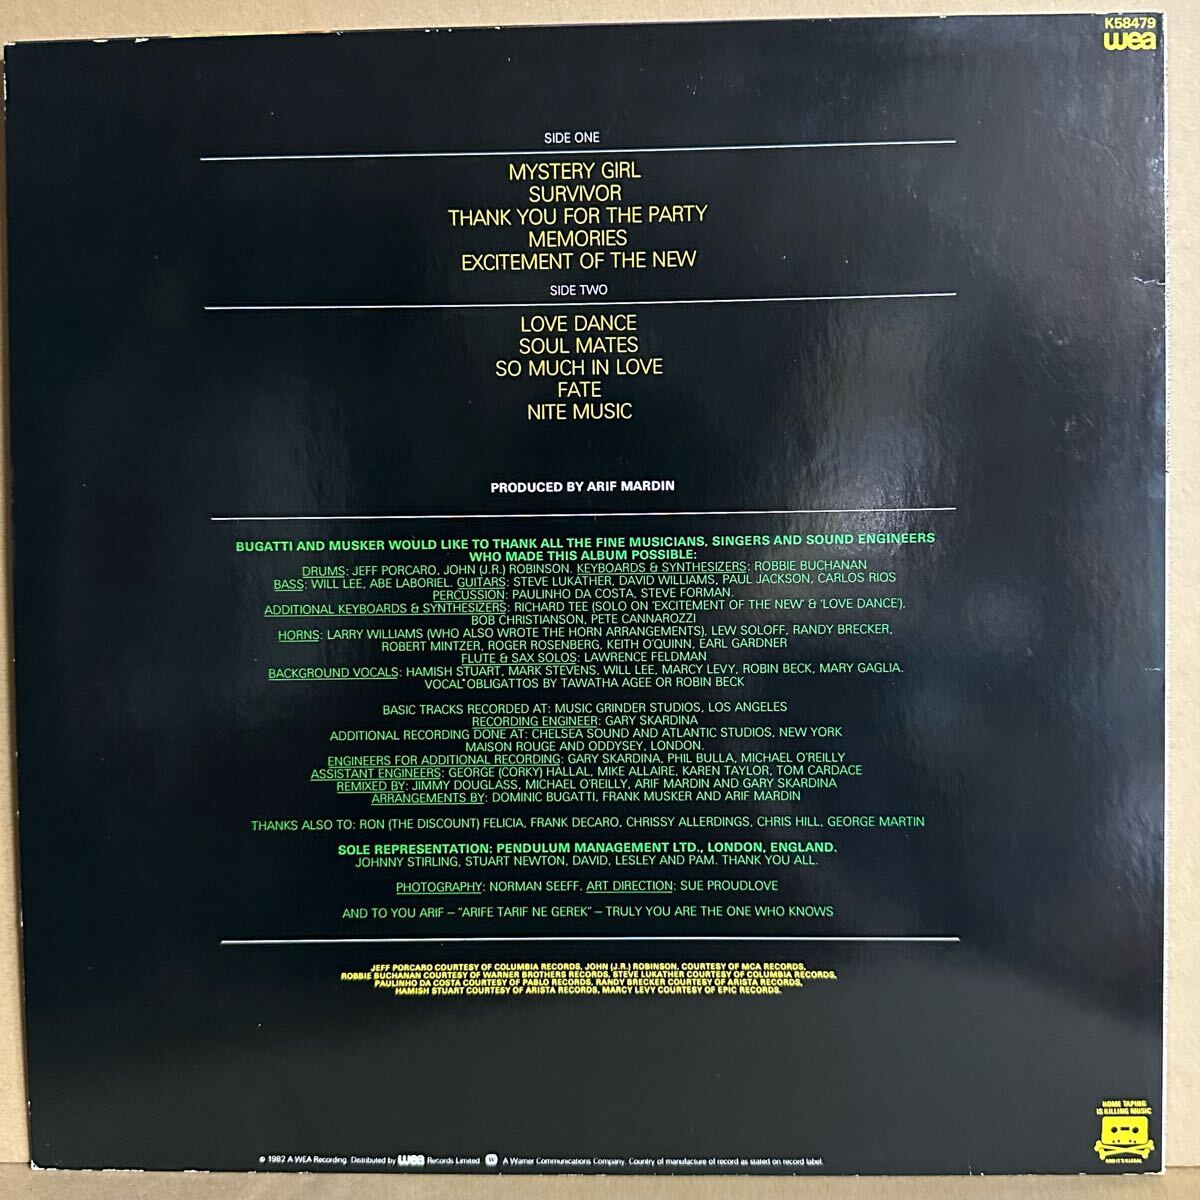 K58479
wea
SIDE ONE
MYSTERY GIRL
SURVIVOR
THANK YOU FOR THE PARTY
MEMORIES
EXCITEMENT OF THE NEW
SIDE TWO
LOVE DANCE
SOUL MATES
SO MUCH IN LOVE
FATE
NITE MUSIC
PRODUCED BY ARIF MARDIN
BUGATTI AND MUSKER WOULD LIKE TO THANK ALL THE FINE MUSICIANS, SINGERS AND SOUND ENGINEERS
WHO MADE THIS ALBUM POSSIBLE:
DRUMS: JEFF PORCARO, JOHN (J.R.) ROBINSON. KEYBOARDS & SYNTHESIZERS: ROBBIE BUCHANAN
BASS: WILL LEE, ABE LABORIEL. GUITARS: STEVE LUKATHER, DAVID WILLIAMS, PAUL JACKSON, CARLOS RIOS
PERCUSSION: PAULINHO DA COSTA, STEVE FORMAN.
ADDITIONAL KEYBOARDS & SYNTHESIZERS: RICHARD TEE (SOLO ON 'EXCITEMENT OF THE NEW' & 'LOVE DANCE'),
BOB CHRISTIANSON, PETE CANNAROZZI
HORNS: LARRY WILLIAMS (WHO ALSO WROTE THE HORN ARRANGEMENTS), LEW SOLOFF, RANDY BRECKER,
ROBERT MINTZER, ROGER ROSENBERG, KEITH O'QUINN, EARL GARDNER
FLUTE & SAX SOLOS: LAWRENCE FELDMAN
BACKGROUND VOCALS: HAMISH STUART, MARK STEVENS, WILL LEE, MARCY LEVY, ROBIN BECK, MARY GAGLIA.
VOCAL OBLIGATTOS BY TAWATHA AGEE OR ROBIN BECK
BASIC TRACKS RECORDED AT: MUSIC GRINDER STUDIOS, LOS ANGELES
RECORDING ENGINEER: GARY SKARDINA
ADDITIONAL RECORDING DONE AT: CHELSEA SOUND AND ATLANTIC STUDIOS, NEW YORK
MAISON ROUGE AND ODDYSEY, LONDON.
ENGINEERS FOR ADDITIONAL RECORDING: GARY SKARDINA, PHIL BULLA, MICHAEL O'REILLY
ASSISTANT ENGINEERS: GEORGE (CORKY) HALLAL, MIKE ALLAIRE, KAREN TAYLOR, TOM CARDACE
REMIXED BY: JIMMY DOUGLASS, MICHAEL O'REILLY, ARIF MARDIN AND GARY SKARDINA
ARRANGEMENTS BY: DOMINIC BUGATTI, FRANK MUSKER AND ARIF MARDIN
THANKS ALSO TO: RON (THE DISCOUNT) FELICIA, FRANK DECARO, CHRISSY ALLERDINGS, CHRIS HILL, GEORGE MARTIN
SOLE REPRESENTATION: PENDULUM MANAGEMENT LTD., LONDON, ENGLAND.
JOHNNY STIRLING, STUART NEWTON, DAVID, LESLEY AND PAM. THANK YOU ALL.
PHOTOGRAPHY: NORMAN SEEFF. ART DIRECTION: SUE PROUDLOVE
AND TO YOU ARIF – "ARIFE TARIF NE GEREK" – TRULY YOU ARE THE ONE WHO KNOWS
JEFF PORCARO COURTESY OF COLUMBIA RECORDS, JOHN (J.R.) ROBINSON. COURTESY OF MCA RECORDS,
ROBBIE BUCHANAN COURTESY OF WARNER BROTHERS RECORDS, STEVE LUKATHER COURTESY OF COLUMBIA RECORDS,
PAULINHO DA COSTA COURTESY OF PABLO RECORDS, RANDY BRECKER COURTESY OF ARISTA RECORDS,
HAMISH STUART COURTESY OF ARISTA RECORDS, MARCY LEVY COURTESY OF EPIC RECORDS.
HOME TAPING
IS KILLING MUSIC
AND IT'S ILLEGAL
℗ 1982 A WEA Recording. Distributed by wea Records Limited W A Warner Communications Company. Country of manufacture of record as stated on record label.